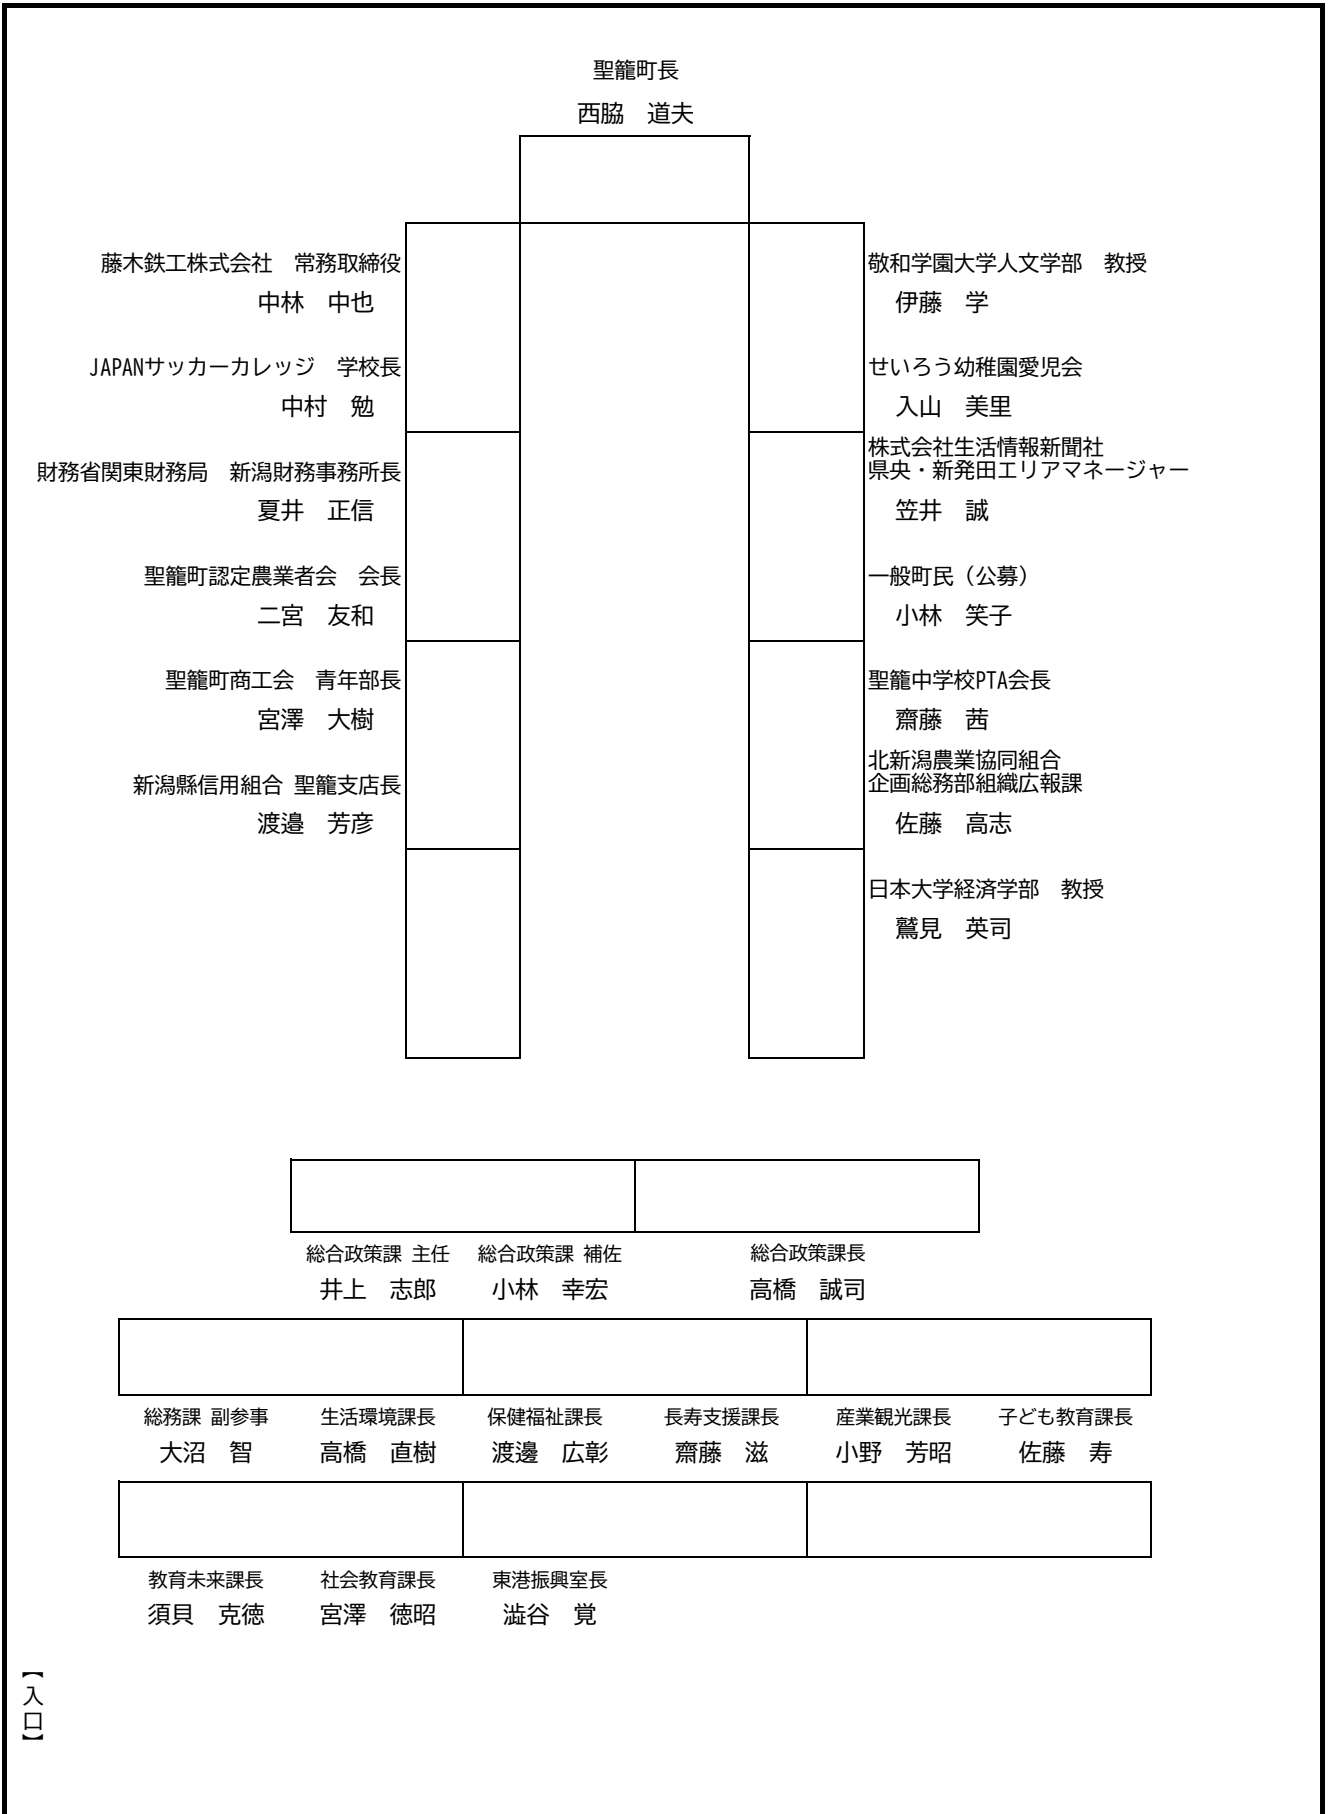 聖籠町長
西脇　道夫
藤木鉄工株式会社　常務取締役
中林　中也
JAPANサッカーカレッジ　学校長
中村　勉
財務省関東財務局　新潟財務事務所長
夏井　正信
聖籠町認定農業者会　会長
二宮　友和
聖籠町商工会　青年部長
宮澤　大樹
新潟縣信用組合 聖籠支店長
渡邉　芳彦
敬和学園大学人文学部　教授
伊藤　学
せいろう幼稚園愛児会
入山　美里
株式会社生活情報新聞社
県央・新発田エリアマネージャー
笠井　誠
一般町民（公募）
小林　笑子
聖籠中学校PTA会長
齋藤　茜
北新潟農業協同組合
企画総務部組織広報課
佐藤　高志
日本大学経済学部　教授
鷲見　英司
総合政策課 主任　総合政策課 補佐　総合政策課長
井上　志郎　小林　幸宏　高橋　誠司
総務課 副参事　生活環境課長　保健福祉課長　長寿支援課長　産業観光課長　子ども教育課長
大沼　智　高橋　直樹　渡邊　広彰　齋藤　滋　小野　芳昭　佐藤　寿
教育未来課長　社会教育課長　東港振興室長
須貝　克徳　宮澤　徳昭　澁谷　覚
【入口】